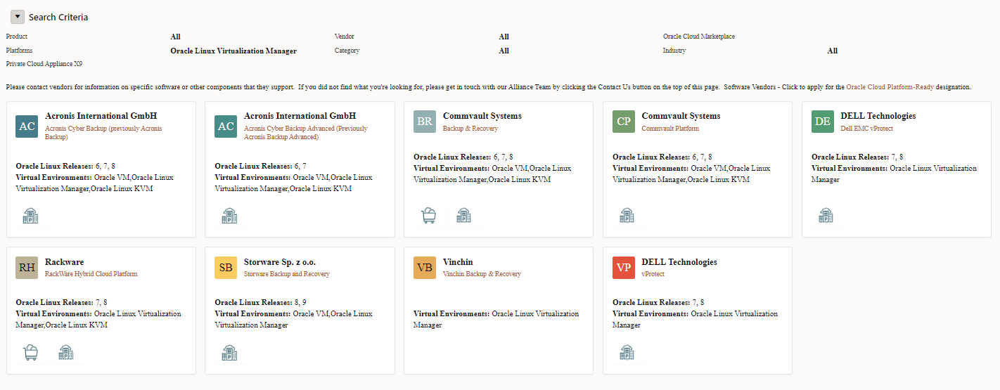 Search Criteria
Product All Vendor All Oracle Cloud Marketplace
Platforms Oracle Linux Virtualization Manager Category All Industry All
Private Cloud Appliance X9
Please contact vendors for information on specific software or other components that they support. If you did not find what you're looking for, please get in touch with our Alliance Team by clicking the Contact Us button on the top of this page. Software Vendors - Click to apply for the Oracle Cloud Platform-Ready designation.
AC
Acronis International GmbH
Acronis Cyber Backup (previously Acronis
Backup)
Oracle Linux Releases: 6, 7, 8
Virtual Environments: Oracle VM,Oracle Linux
Virtualization Manager,Oracle Linux KVM
AC
Acronis International GmbH
Acronis Cyber Backup Advanced (Previously
Acronis Backup Advanced)
Oracle Linux Releases: 6, 7
Virtual Environments: Oracle VM,Oracle Linux
Virtualization Manager,Oracle Linux KVM
BR
Commvault Systems
Backup & Recovery
Oracle Linux Releases: 6, 7, 8
Virtual Environments: Oracle VM,Oracle Linux
Virtualization Manager,Oracle Linux KVM
CP
Commvault Systems
Commvault Platform
Oracle Linux Releases: 6, 7, 8
Virtual Environments: Oracle VM,Oracle Linux
Virtualization Manager,Oracle Linux KVM
DE
DELL Technologies
Dell EMC vProtect
Oracle Linux Releases: 7, 8
Virtual Environments: Oracle Linux Virtualization
Manager
RH
Rackware
RackWare Hybrid Cloud Platform
Oracle Linux Releases: 7, 8
Virtual Environments: Oracle Linux Virtualization
Manager,Oracle Linux KVM
SB
Storware Sp. z o.o.
Storware Backup and Recovery
Oracle Linux Releases: 8, 9
Virtual Environments: Oracle VM,Oracle Linux
Virtualization Manager
VB
Vinchin
Vinchin Backup & Recovery
Virtual Environments: Oracle Linux Virtualization
Manager
VP
DELL Technologies
vProtect
Oracle Linux Releases: 7, 8
Virtual Environments: Oracle Linux Virtualization
Manager